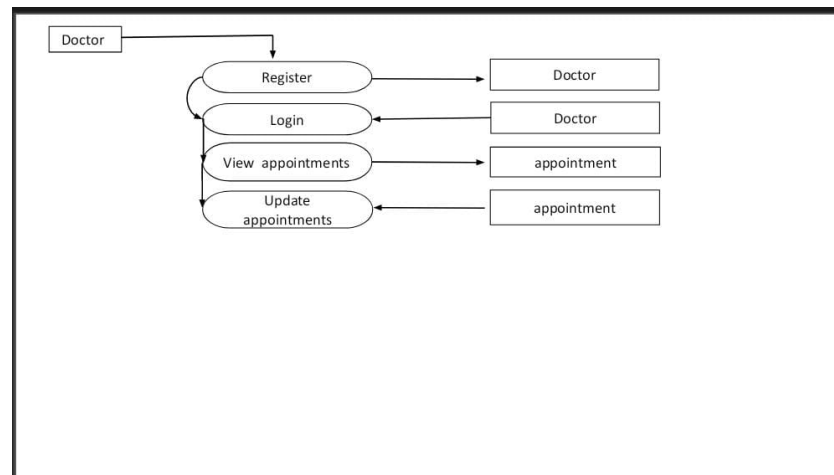 Doctor
Register
Doctor
Login
Doctor
View appointments
appointment
Update
appointments
appointment